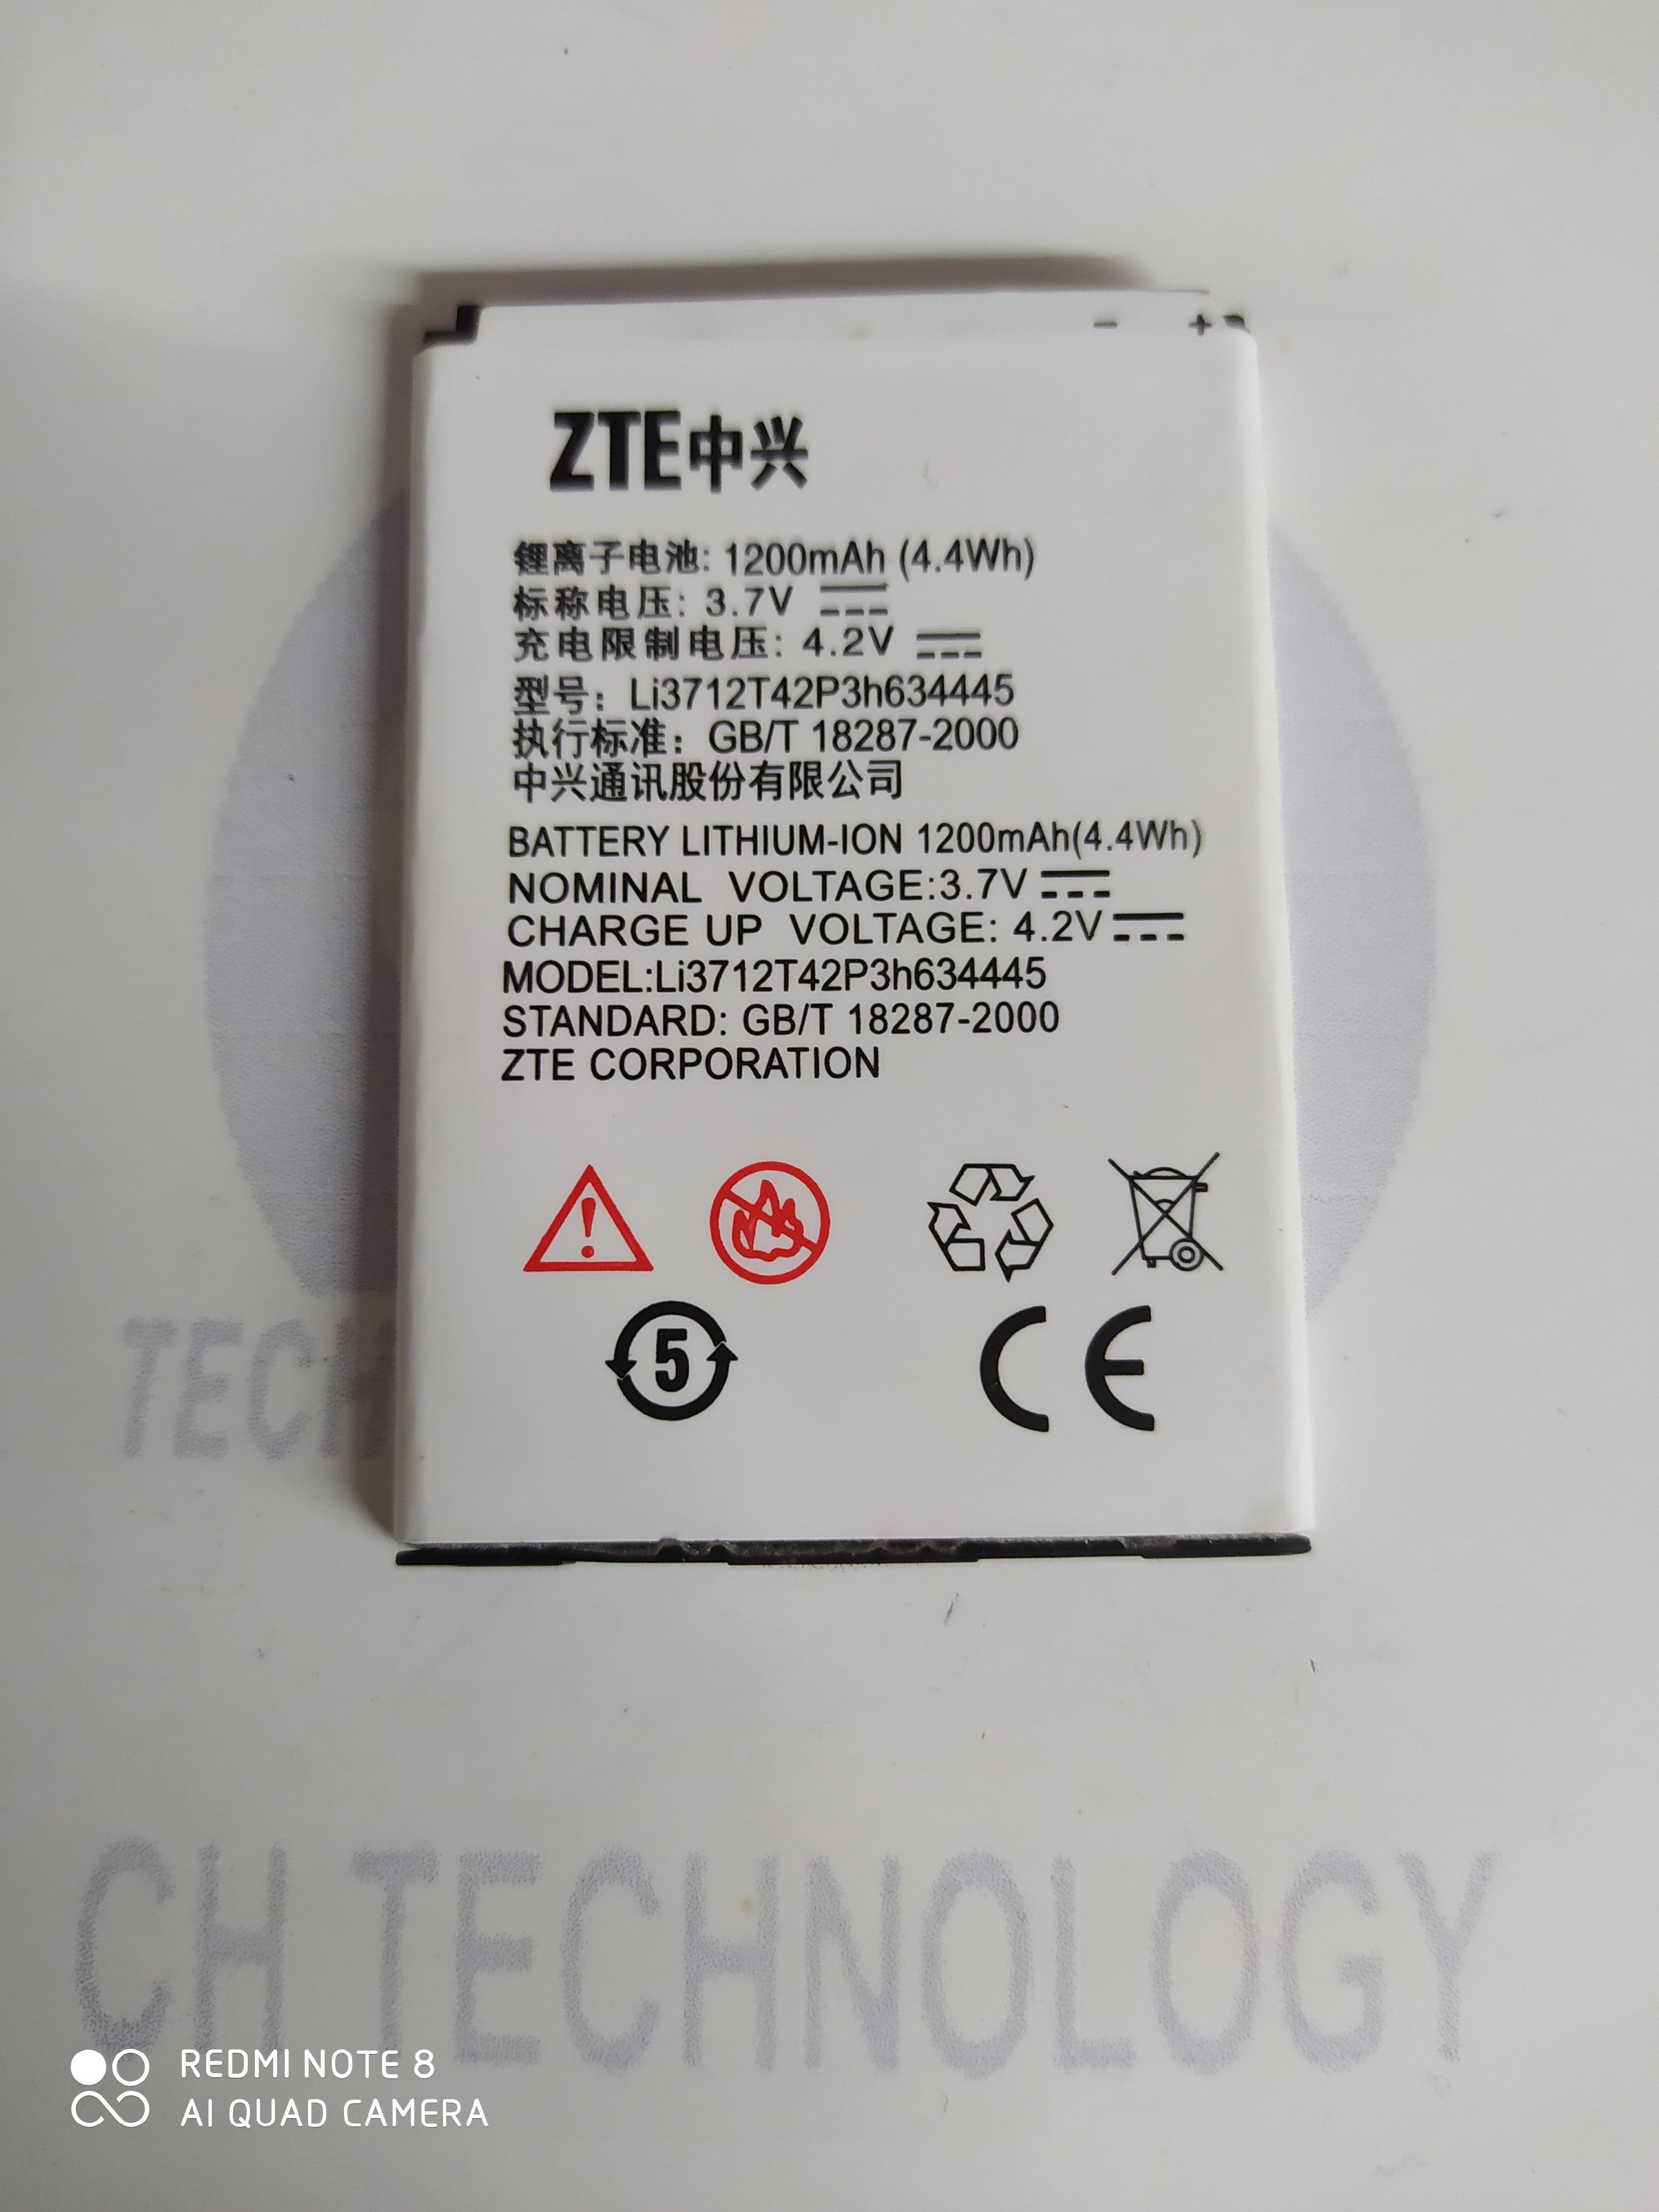 - +
ZTE中兴
锂离子电池: 1200mAh (4.4Wh)
标称电压: 3.7V
充电限制电压: 4.2V
型号: Li3712T42P3h634445
执行标准: GB/T 18287-2000
中兴通讯股份有限公司
BATTERY LITHIUM-ION 1200mAh(4.4Wh)
NOMINAL VOLTAGE:3.7V
CHARGE UP VOLTAGE: 4.2V
MODEL:Li3712T42P3h634445
STANDARD: GB/T 18287-2000
ZTE CORPORATION
5 CE
TECH
CH TECHNOLOGY
REDMI NOTE 8
AI QUAD CAMERA